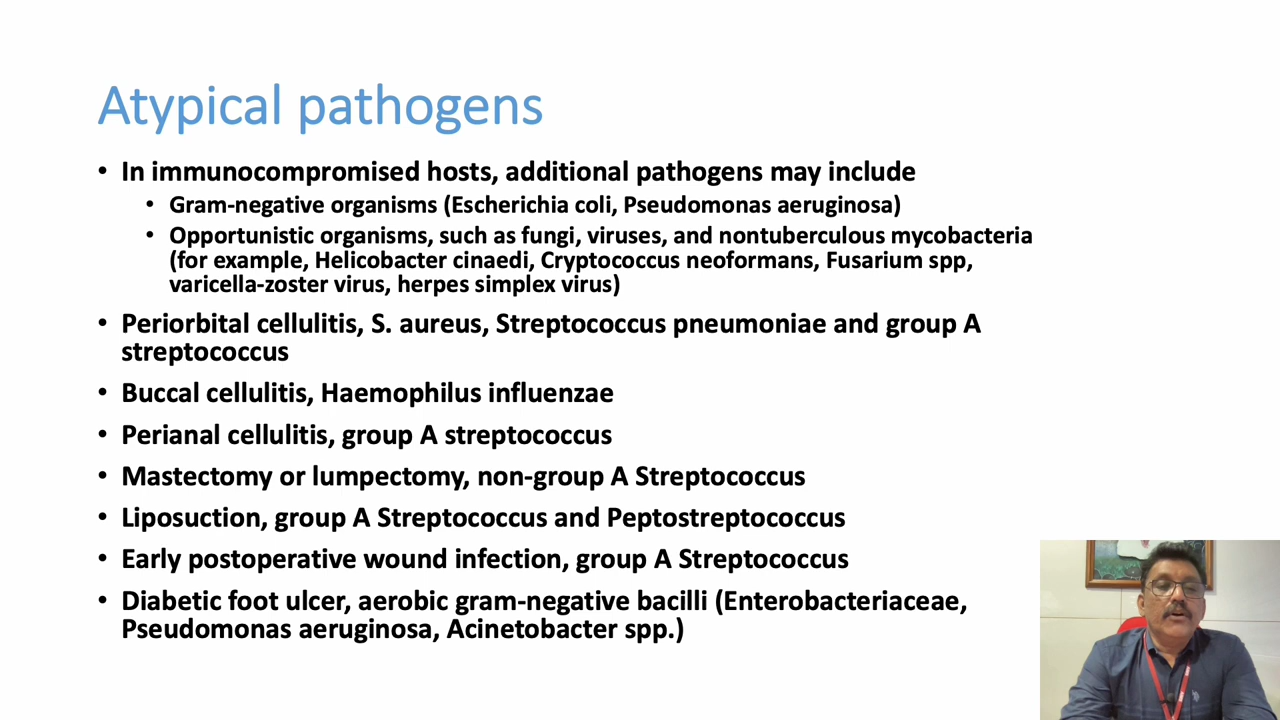 Atypical pathogens
• In immunocompromised hosts, additional pathogens may include
• Gram-negative organisms (Escherichia coli, Pseudomonas aeruginosa)
• Opportunistic organisms, such as fungi, viruses, and nontuberculous mycobacteria
(for example, Helicobacter cinaedi, Cryptococcus neoformans, Fusarium spp,
varicella-zoster virus, herpes simplex virus)
• Periorbital cellulitis, S. aureus, Streptococcus pneumoniae and group A
streptococcus
• Buccal cellulitis, Haemophilus influenzae
• Perianal cellulitis, group A streptococcus
• Mastectomy or lumpectomy, non-group A Streptococcus
• Liposuction, group A Streptococcus and Peptostreptococcus
• Early postoperative wound infection, group A Streptococcus
• Diabetic foot ulcer, aerobic gram-negative bacilli (Enterobacteriaceae,
Pseudomonas aeruginosa, Acinetobacter spp.)